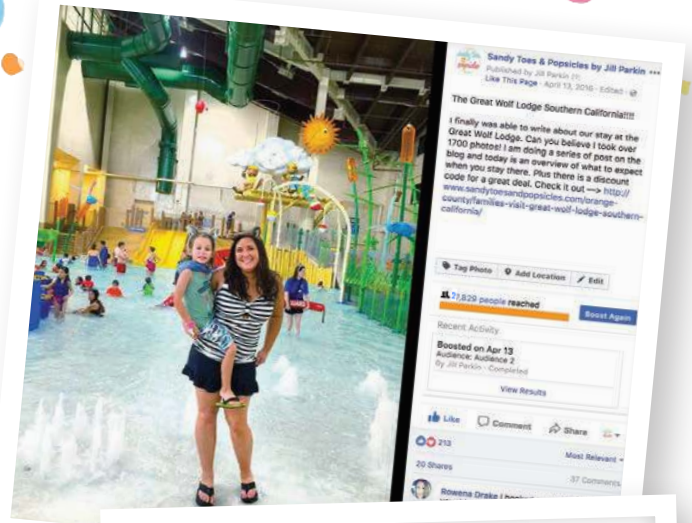 Sandy Toes & Popsicles by Jill Parkin
Published by Jill Parkin
Like This Page · April 13, 2016 · Edited ·
The Great Wolf Lodge Southern California!!!!
I finally was able to write about our stay at the
Great Wolf Lodge. Can you believe I took over
1700 photos! I am doing a series of post on the
blog and today is an overview of what to expect
when you stay there. Plus there is a discount
code for a great deal. Check it out —> http://
www.sandytoesandpopsicles.com/orange-
county/families-visit-great-wolf-lodge-southern-
california/
Tag Photo Add Location Edit
people reached
Boost Again
Recent Activity
Boosted on Apr 13
Audience: Audience 2
By Jill Parkin · Completed
View Results
Like Comment Share
213
Most Relevant
20 Shares
37 Comments
Rowena Drake I